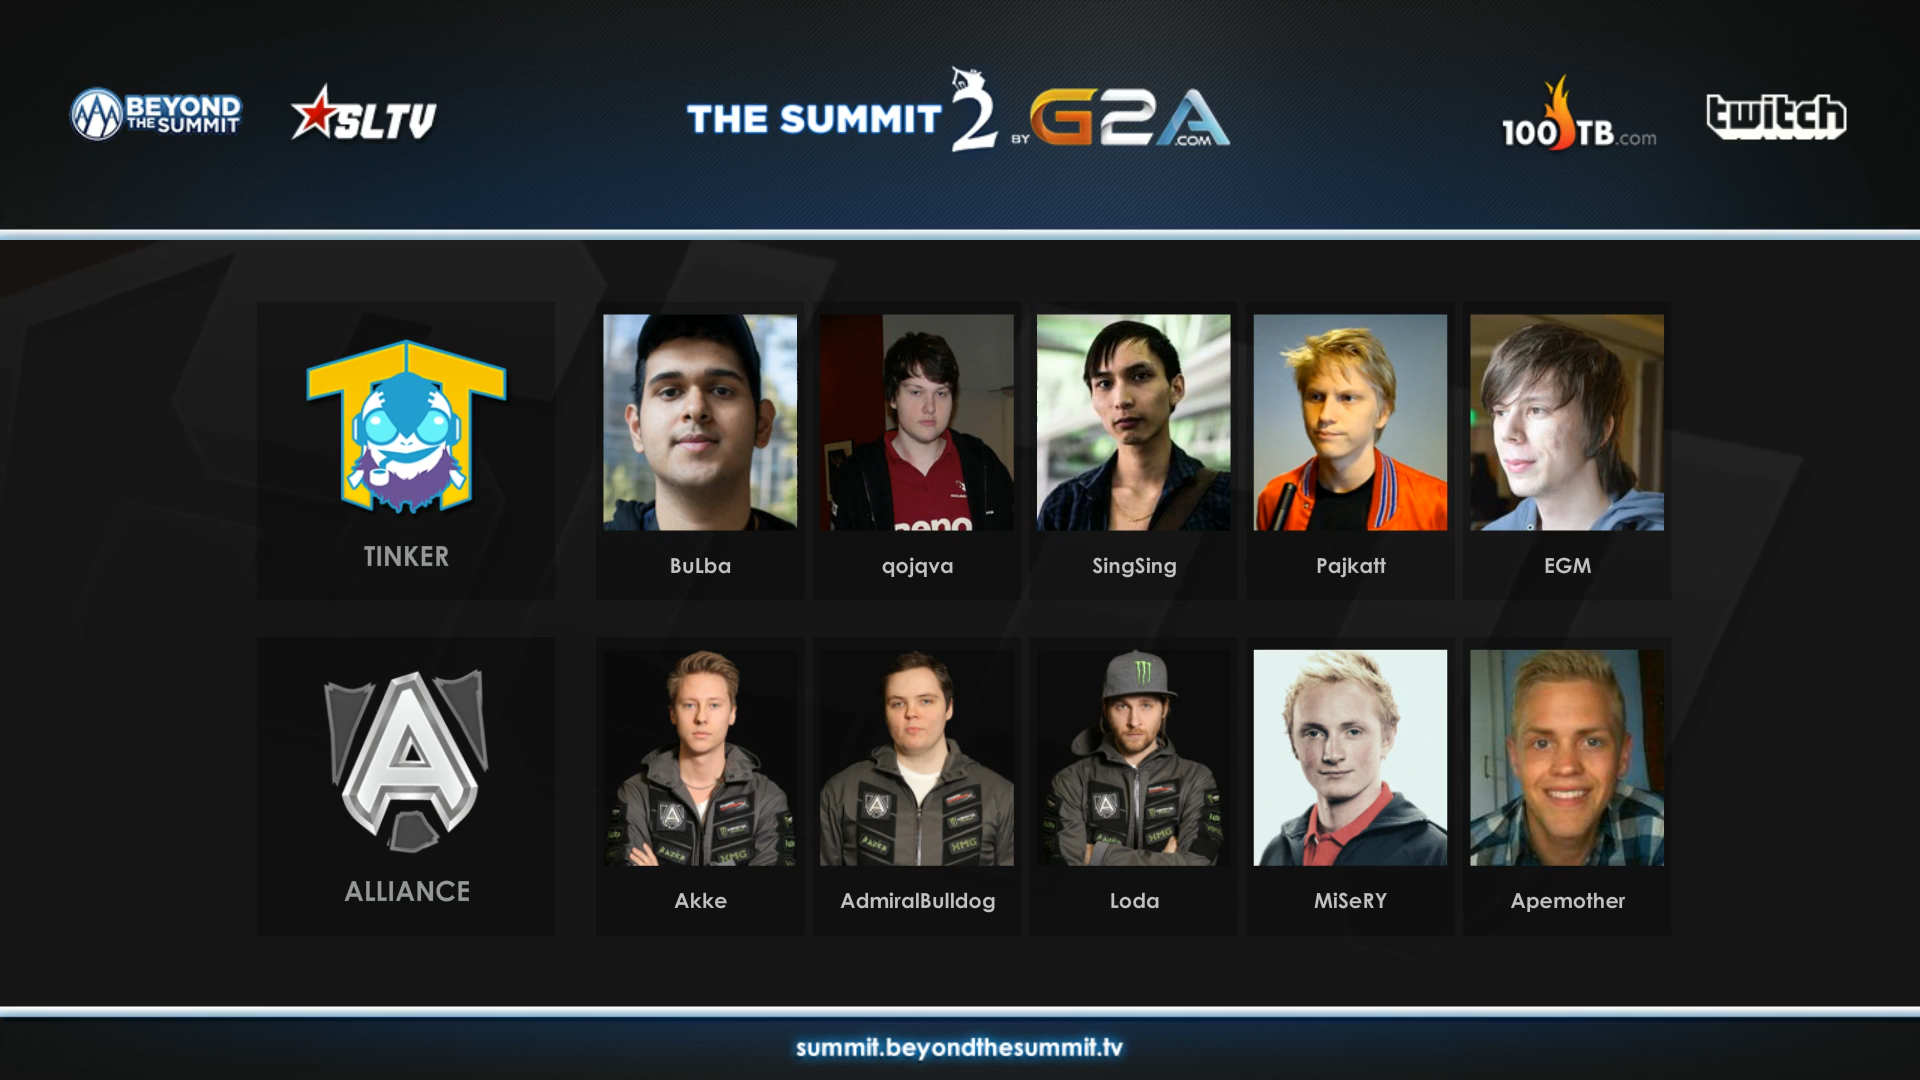 BEYOND THE SUMMIT
SLTV
THE SUMMIT 2 BY G2A.COM
100TB.com
twitch
TINKER
BuLba
qojqva
SingSing
Pajkatt
EGM
ALLIANCE
Akke
AdmiralBulldog
Loda
MiSeRY
Apemother
summit.beyondthesummit.tv